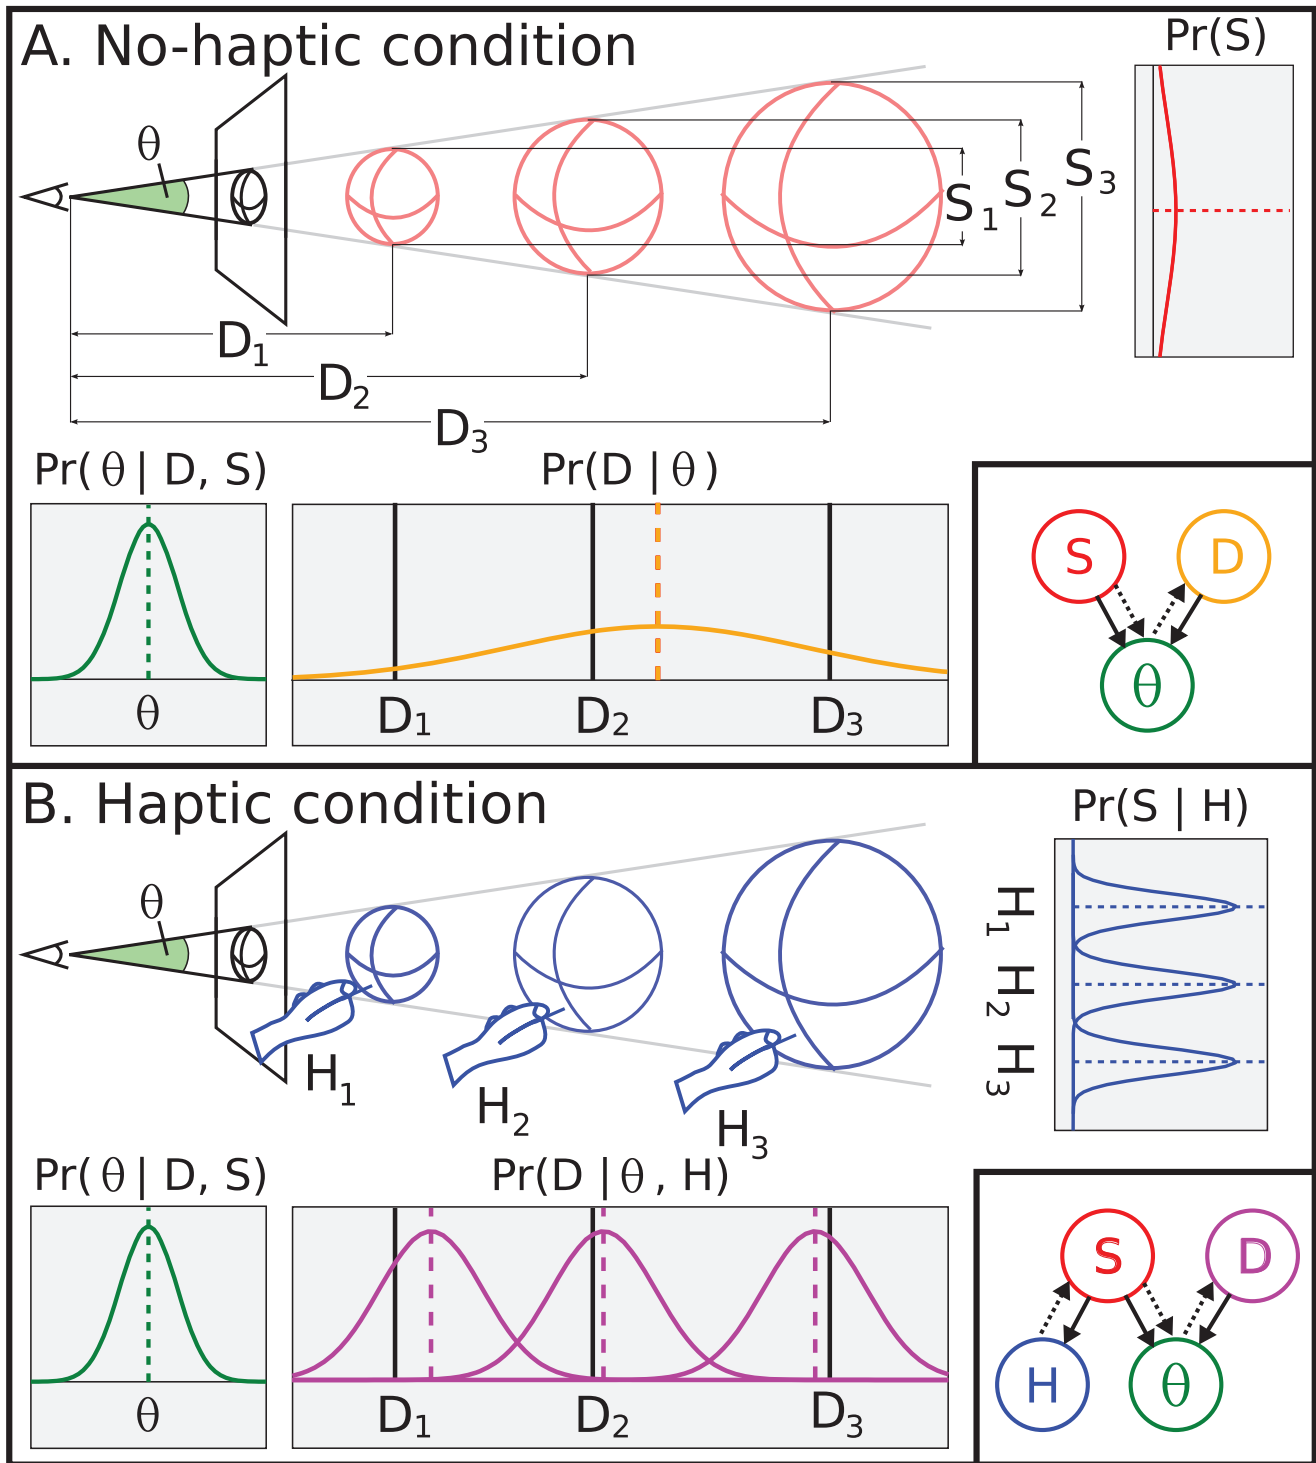 A. No-haptic condition
Pr(S)
θ
S1
S2
S3
D1
D2
D3
Pr( θ | D, S)
Pr(D | θ )
θ
D1
D2
D3
S
D
θ
B. Haptic condition
Pr(S | H)
θ
H1
H2
H3
H1
H2
H3
Pr( θ | D, S)
Pr(D | θ , H)
θ
D1
D2
D3
S
D
H
θ